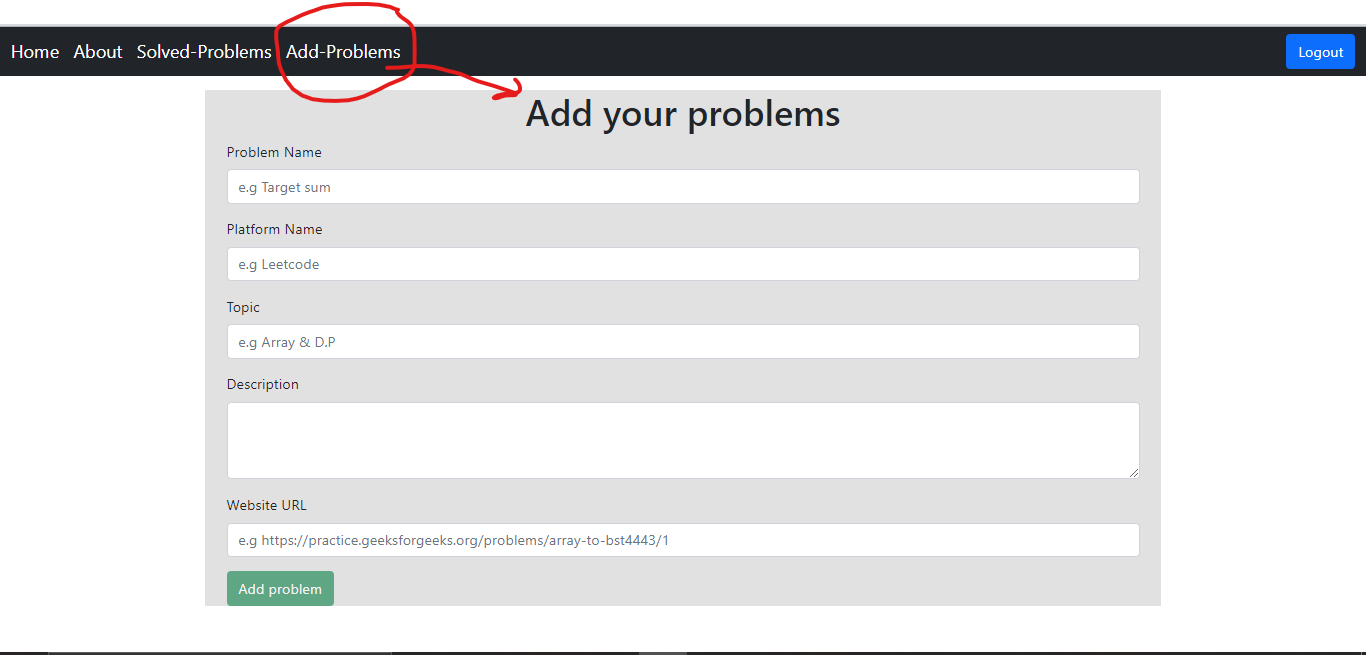 Home About Solved-Problems Add-Problems Logout
Add your problems
Problem Name
e.g Target sum
Platform Name
e.g Leetcode
Topic
e.g Array & D.P
Description
Website URL
e.g https://practice.geeksforgeeks.org/problems/array-to-bst4443/1
Add problem